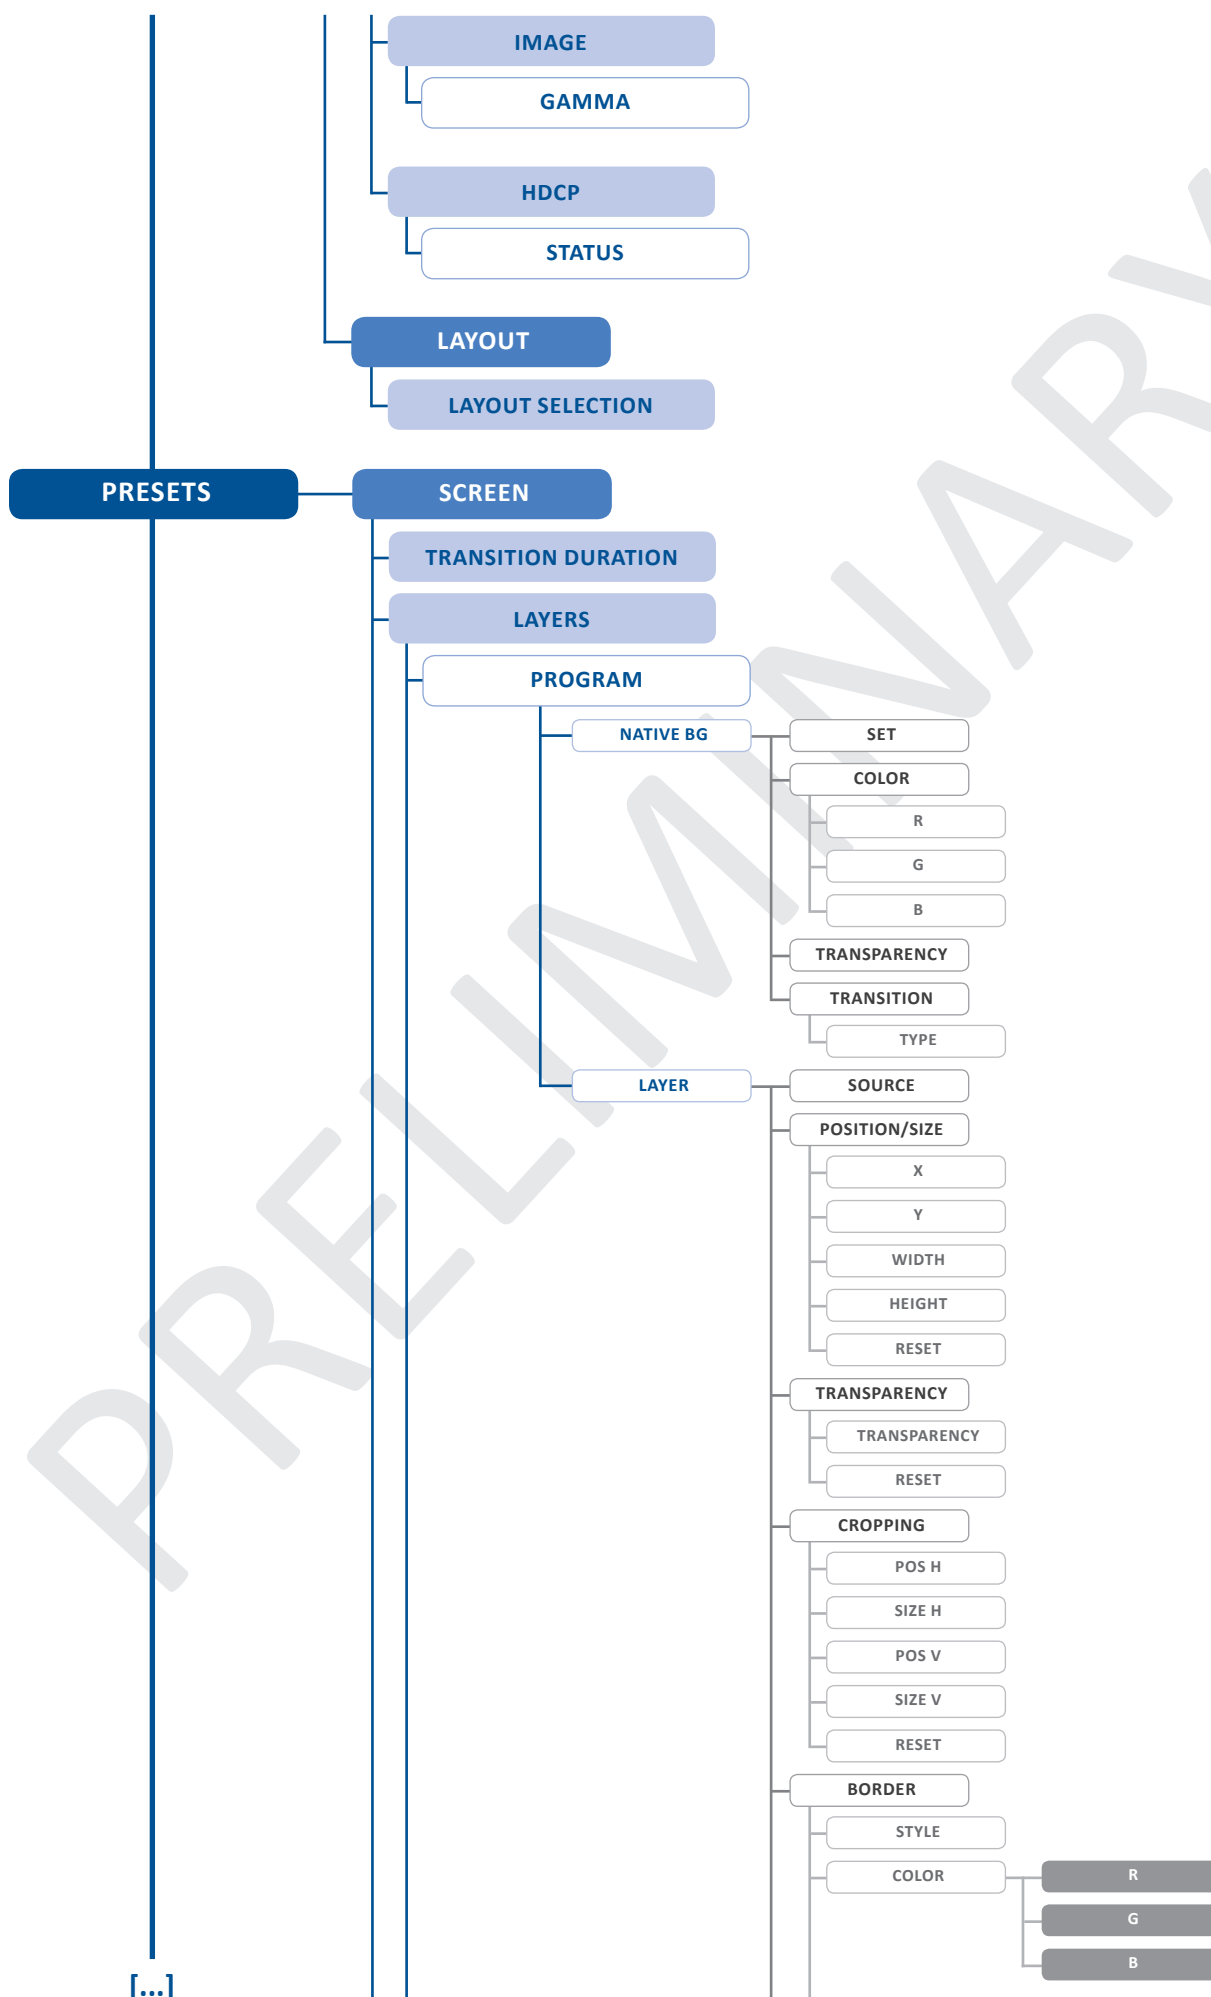 IMAGE
GAMMA
HDCP
STATUS
LAYOUT
LAYOUT SELECTION
PRESETS
SCREEN
TRANSITION DURATION
LAYERS
PROGRAM
NATIVE BG
SET
COLOR
R
G
B
TRANSPARENCY
TRANSITION
TYPE
LAYER
SOURCE
POSITION/SIZE
X
Y
WIDTH
HEIGHT
RESET
TRANSPARENCY
TRANSPARENCY
RESET
CROPPING
POS H
SIZE H
POS V
SIZE V
RESET
BORDER
STYLE
COLOR
R
G
B
[...]
PRELIMINARY